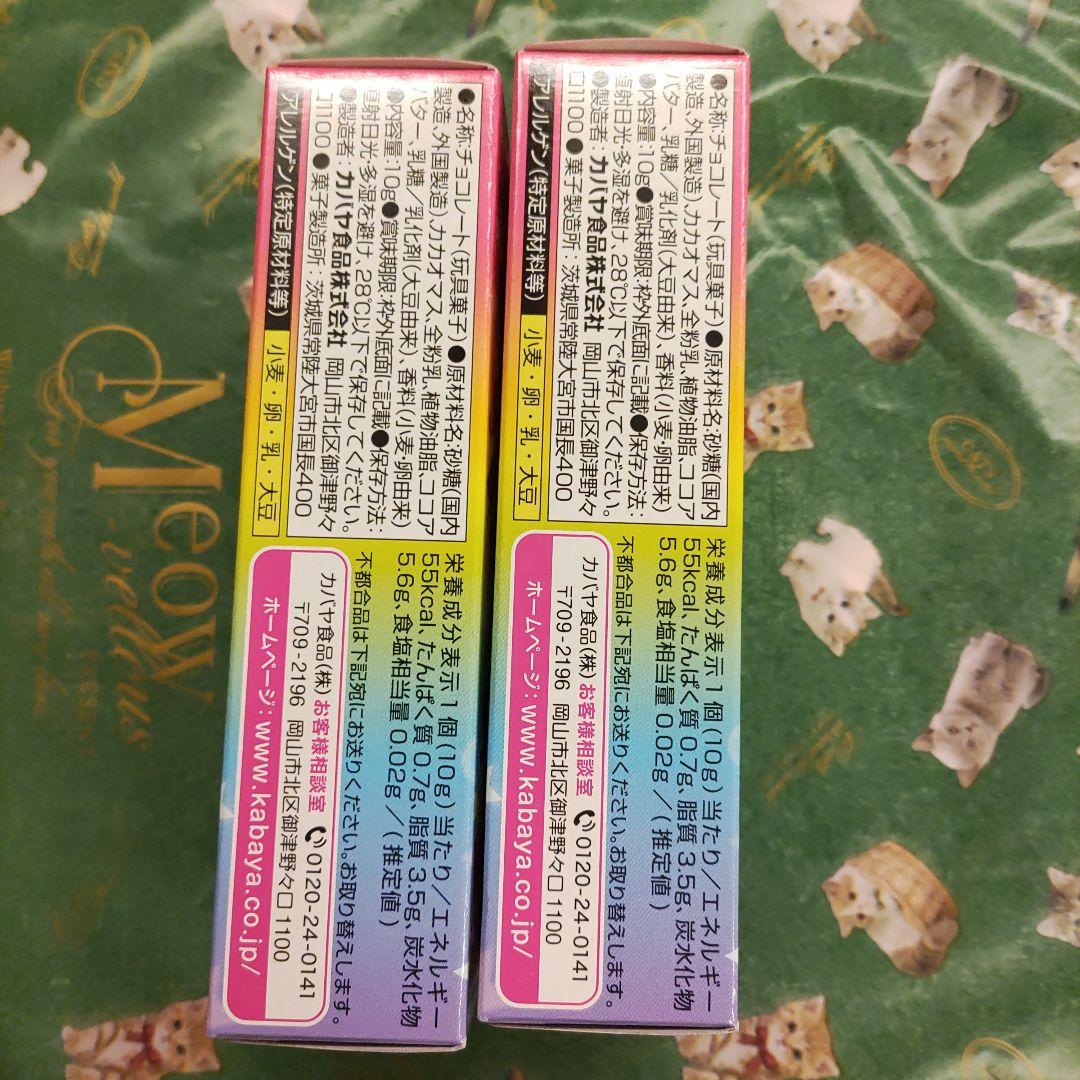 ●名称:チョコレート(玩具菓子)●原材料名:砂糖(国内
製造、外国製造)、カカオマス、全粉乳、植物油脂、ココア
バター、乳糖／乳化剤(大豆由来)、香料(小麦・卵由来)
●内容量:10g●賞味期限:枠外底面に記載●保存方法:
直射日光・多湿を避け、28℃以下で保存してください。
●製造者:カバヤ食品株式会社 岡山市北区御津野々
口1100 ●菓子製造所:茨城県常陸大宮市国長400
アレルゲン(特定原材料等) 小麦・卵・乳・大豆
栄養成分表示1個(10g)当たり／エネルギー
55kcal、たんぱく質0.7g、脂質3.5g、炭水化物
5.6g、食塩相当量0.02g／(推定値)
不都合品は下記宛にお送りください。お取り替えします。
カバヤ食品(株)お客様相談室 0120-24-0141
〒709-2196 岡山市北区御津野々口1100
ホームページ:www.kabaya.co.jp/
●名称:チョコレート(玩具菓子)●原材料名:砂糖(国内
製造、外国製造)、カカオマス、全粉乳、植物油脂、ココア
バター、乳糖／乳化剤(大豆由来)、香料(小麦・卵由来)
●内容量:10g●賞味期限:枠外底面に記載●保存方法:
直射日光・多湿を避け、28℃以下で保存してください。
●製造者:カバヤ食品株式会社 岡山市北区御津野々
口1100 ●菓子製造所:茨城県常陸大宮市国長400
アレルゲン(特定原材料等) 小麦・卵・乳・大豆
栄養成分表示1個(10g)当たり／エネルギー
55kcal、たんぱく質0.7g、脂質3.5g、炭水化物
5.6g、食塩相当量0.02g／(推定値)
不都合品は下記宛にお送りください。お取り替えします。
カバヤ食品(株)お客様相談室 0120-24-0141
〒709-2196 岡山市北区御津野々口1100
ホームページ:www.kabaya.co.jp/
Meow